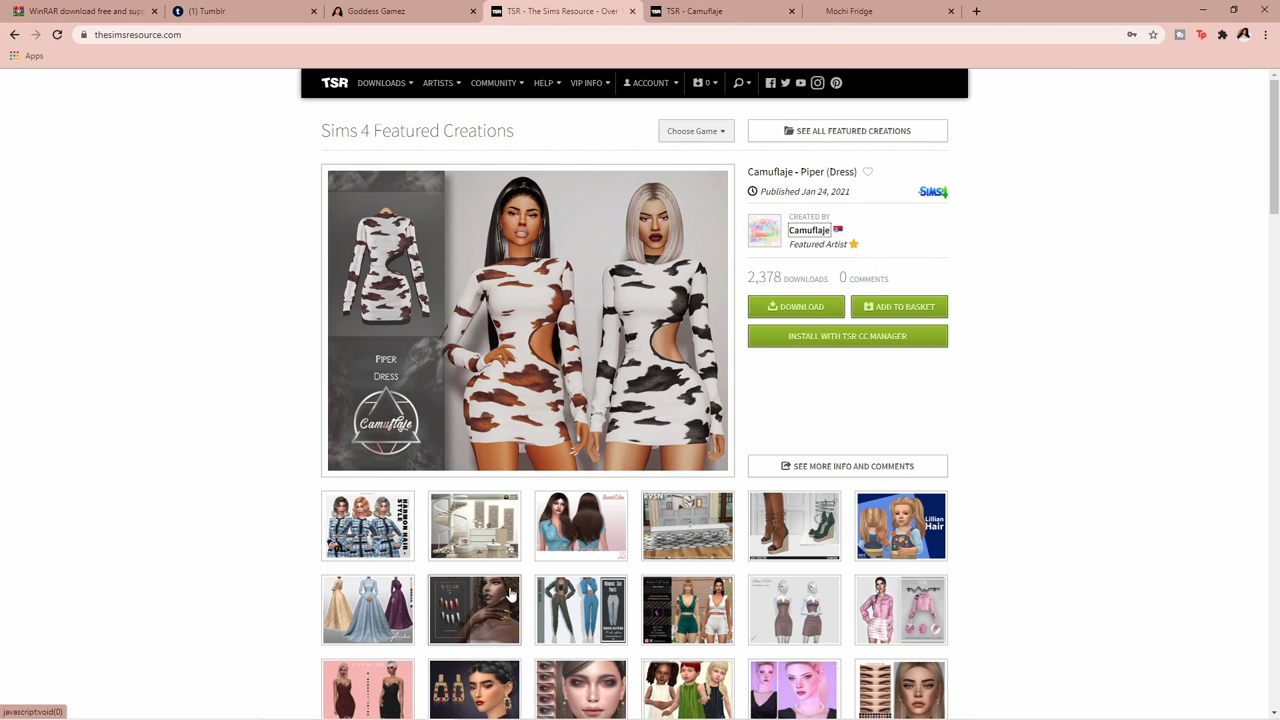 WinRAR download free and supp
(1) Tumblr
Goddess Gamez
TSR - The Sims Resource - Over
TSR - Camuflaje
Mochi Fridge
thesimsresource.com
Apps
TSR DOWNLOADS ARTISTS COMMUNITY HELP VIP INFO ACCOUNT 0
Sims 4 Featured Creations
Choose Game
SEE ALL FEATURED CREATIONS
Camuflaje - Piper (Dress)
Published Jan 24, 2021
SIMS4
CREATED BY
Camuflaje
Featured Artist
2,378 DOWNLOADS 0 COMMENTS
DOWNLOAD
ADD TO BASKET
INSTALL WITH TSR CC MANAGER
PIPER
DRESS
Camuflaje
SEE MORE INFO AND COMMENTS
RVSN
Lillian
Hair
javascript:void(0)